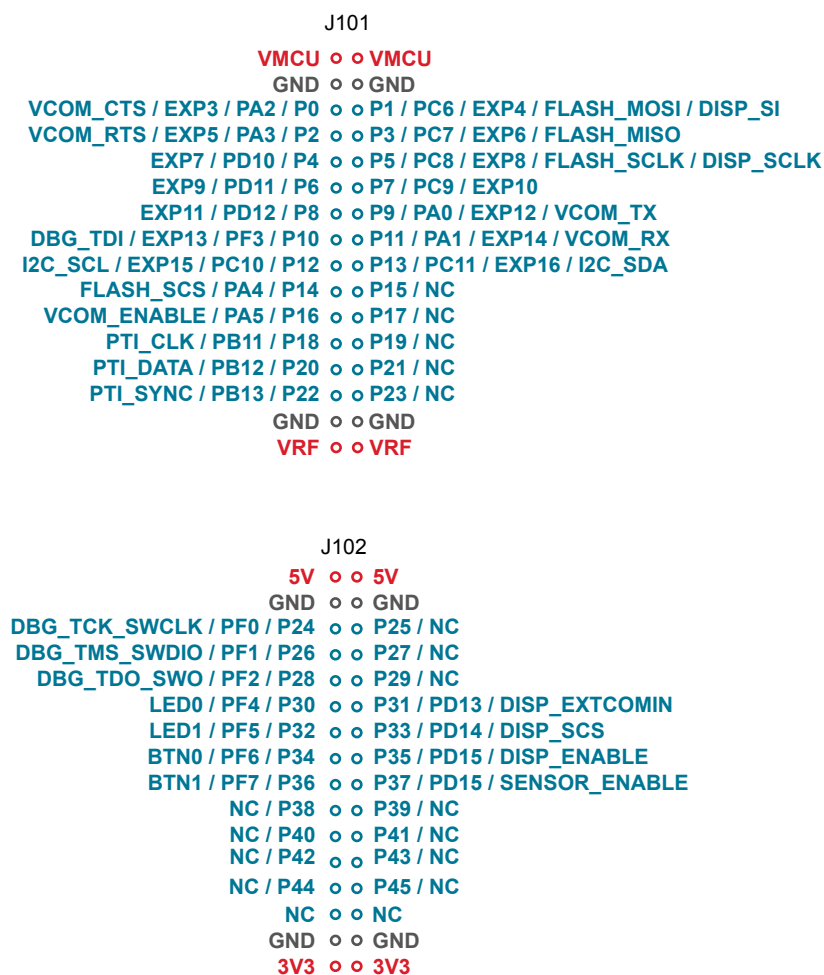 J101
VMCU VMCU
GND GND
VCOM_CTS / EXP3 / PA2 / P0 P1 / PC6 / EXP4 / FLASH_MOSI / DISP_SI
VCOM_RTS / EXP5 / PA3 / P2 P3 / PC7 / EXP6 / FLASH_MISO
EXP7 / PD10 / P4 P5 / PC8 / EXP8 / FLASH_SCLK / DISP_SCLK
EXP9 / PD11 / P6 P7 / PC9 / EXP10
EXP11 / PD12 / P8 P9 / PA0 / EXP12 / VCOM_TX
DBG_TDI / EXP13 / PF3 / P10 P11 / PA1 / EXP14 / VCOM_RX
I2C_SCL / EXP15 / PC10 / P12 P13 / PC11 / EXP16 / I2C_SDA
FLASH_SCS / PA4 / P14 P15 / NC
VCOM_ENABLE / PA5 / P16 P17 / NC
PTI_CLK / PB11 / P18 P19 / NC
PTI_DATA / PB12 / P20 P21 / NC
PTI_SYNC / PB13 / P22 P23 / NC
GND GND
VRF VRF
J102
5V 5V
GND GND
DBG_TCK_SWCLK / PF0 / P24 P25 / NC
DBG_TMS_SWDIO / PF1 / P26 P27 / NC
DBG_TDO_SWO / PF2 / P28 P29 / NC
LED0 / PF4 / P30 P31 / PD13 / DISP_EXTCOMIN
LED1 / PF5 / P32 P33 / PD14 / DISP_SCS
BTN0 / PF6 / P34 P35 / PD15 / DISP_ENABLE
BTN1 / PF7 / P36 P37 / PD15 / SENSOR_ENABLE
NC / P38 P39 / NC
NC / P40 P41 / NC
NC / P42 P43 / NC
NC / P44 P45 / NC
NC NC
GND GND
3V3 3V3